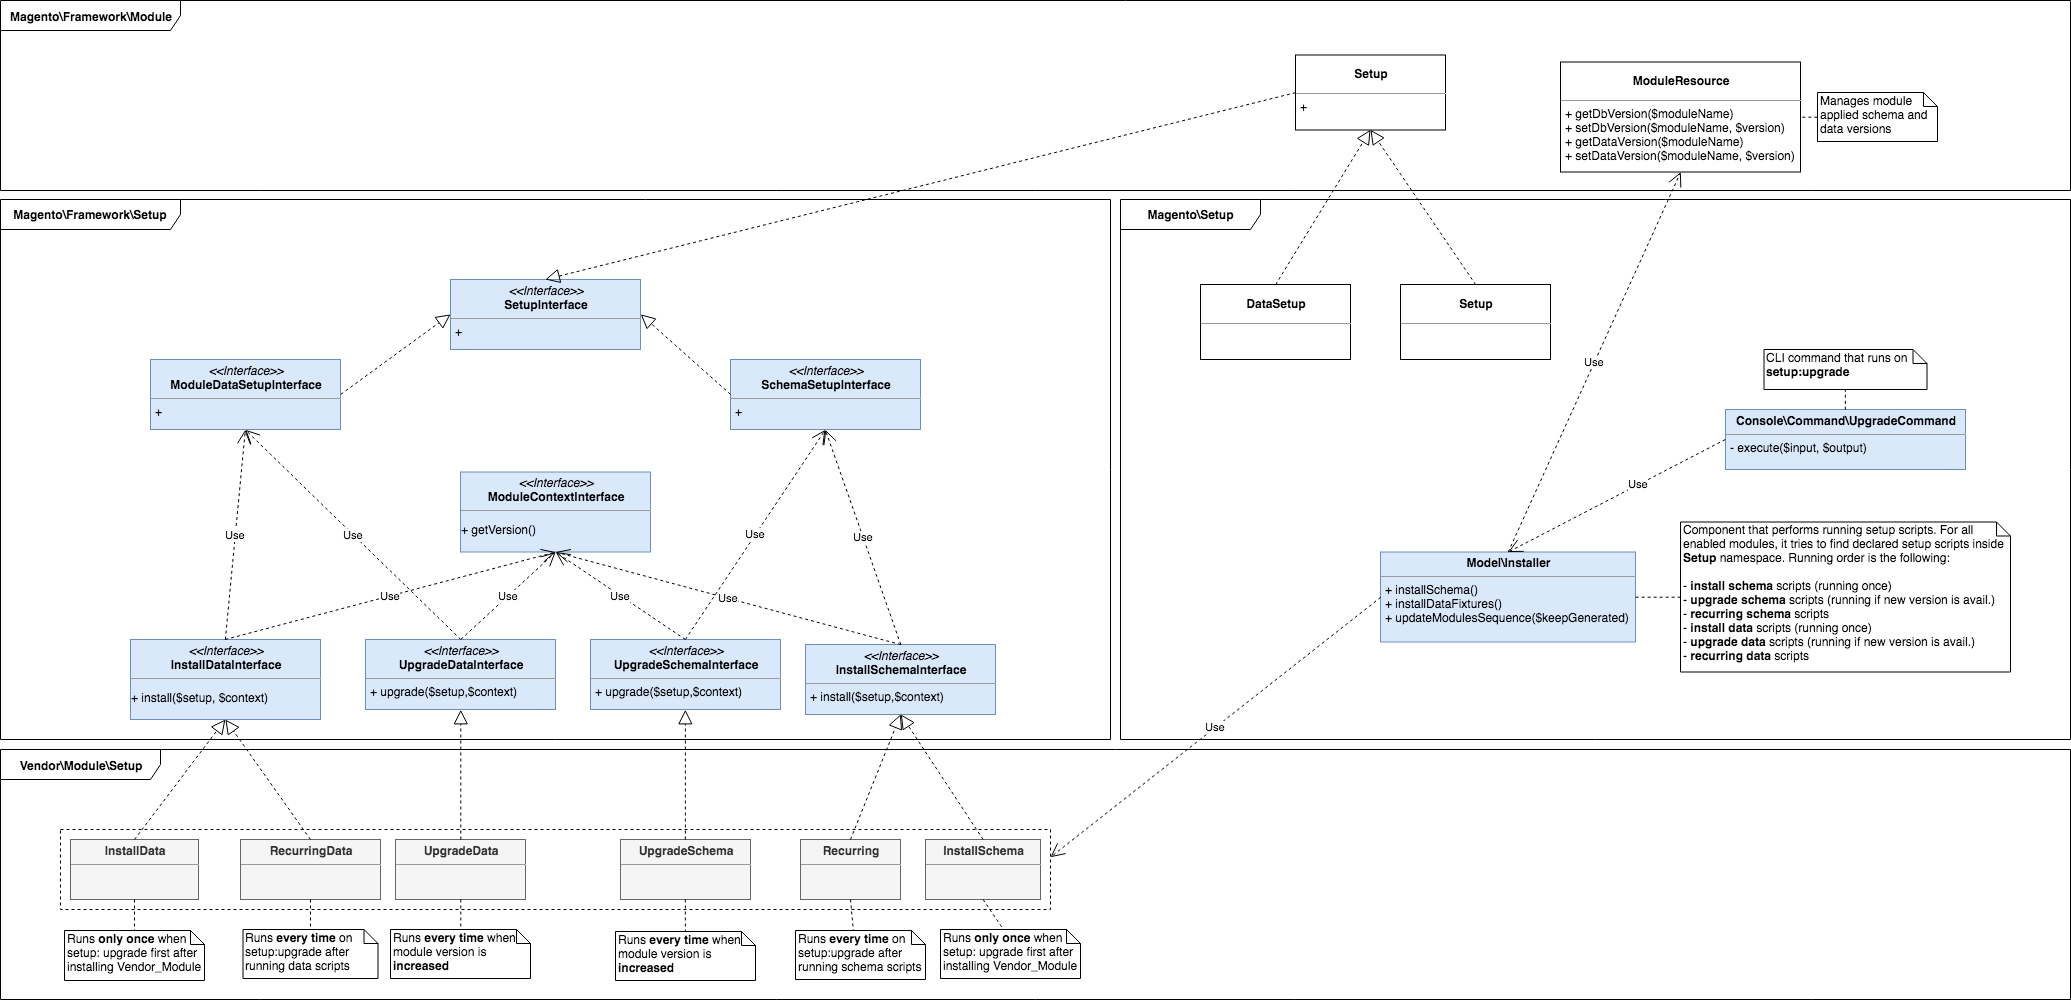 Magento\Framework\Module
Setup
+
ModuleResource
+ getDbVersion($moduleName)
+ setDbVersion($moduleName, $version)
+ getDataVersion($moduleName)
+ setDataVersion($moduleName, $version)
Manages module
applied schema and
data versions
Magento\Framework\Setup
<<Interface>>
SetupInterface
+
<<Interface>>
ModuleDataSetupInterface
+
<<Interface>>
SchemaSetupInterface
+
<<Interface>>
ModuleContextInterface
+ getVersion()
Use
Use
Use
Use
Use
Use
Use
Use
<<Interface>>
InstallDataInterface
+ install($setup, $context)
<<Interface>>
UpgradeDataInterface
+ upgrade($setup,$context)
<<Interface>>
UpgradeSchemaInterface
+ upgrade($setup,$context)
<<Interface>>
InstallSchemaInterface
+ install($setup,$context)
Magento\Setup
DataSetup
Setup
Use
CLI command that runs on
setup:upgrade
Console\Command\UpgradeCommand
- execute($input, $output)
Use
Model\Installer
+ installSchema()
+ installDataFixtures()
+ updateModulesSequence($keepGenerated)
Component that performs running setup scripts. For all
enabled modules, it tries to find declared setup scripts inside
Setup namespace. Running order is the following:
- install schema scripts (running once)
- upgrade schema scripts (running if new version is avail.)
- recurring schema scripts
- install data scripts (running once)
- upgrade data scripts (running if new version is avail.)
- recurring data scripts
Use
Vendor\Module\Setup
InstallData
RecurringData
UpgradeData
UpgradeSchema
Recurring
InstallSchema
Runs only once when
setup: upgrade first after
installing Vendor_Module
Runs every time on
setup:upgrade after
running data scripts
Runs every time when
module version is
increased
Runs every time when
module version is
increased
Runs every time on
setup:upgrade after
running schema scripts
Runs only once when
setup: upgrade first after
installing Vendor_Module